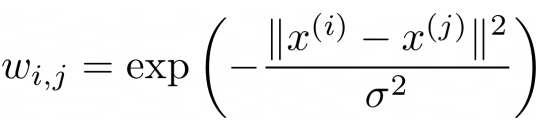 w_{i,j} = \exp\left(-\frac{\|x^{(i)} - x^{(j)}\|^2}{\sigma^2}\right)